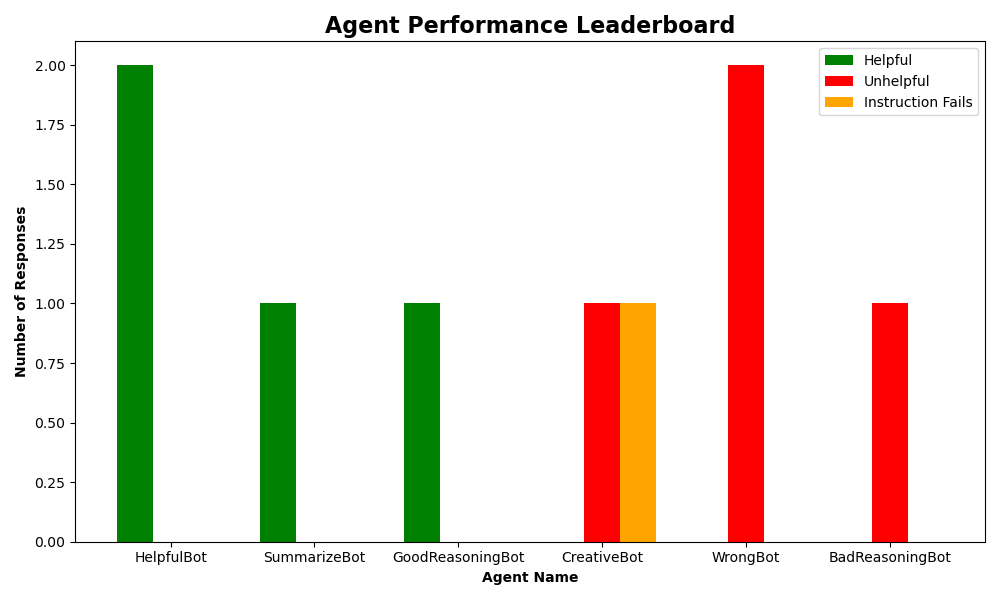 Agent Performance Leaderboard
Helpful
Unhelpful
Instruction Fails
Number of Responses
2.00
1.75
1.50
1.25
1.00
0.75
0.50
0.25
0.00
HelpfulBot
SummarizeBot
GoodReasoningBot
CreativeBot
WrongBot
BadReasoningBot
Agent Name